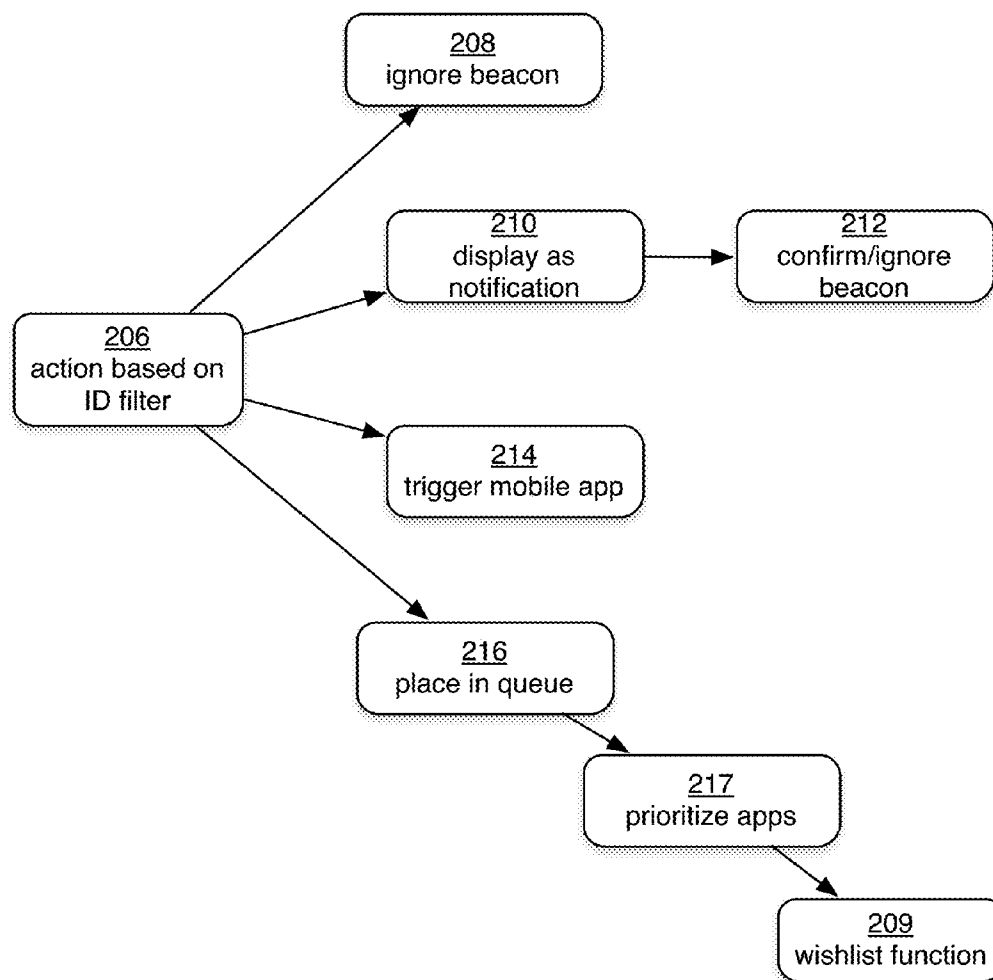 208
ignore beacon
210
display as
notification
212
confirm/ignore
beacon
206
action based on
ID filter
214
trigger mobile app
216
place in queue
217
prioritize apps
209
wishlist function